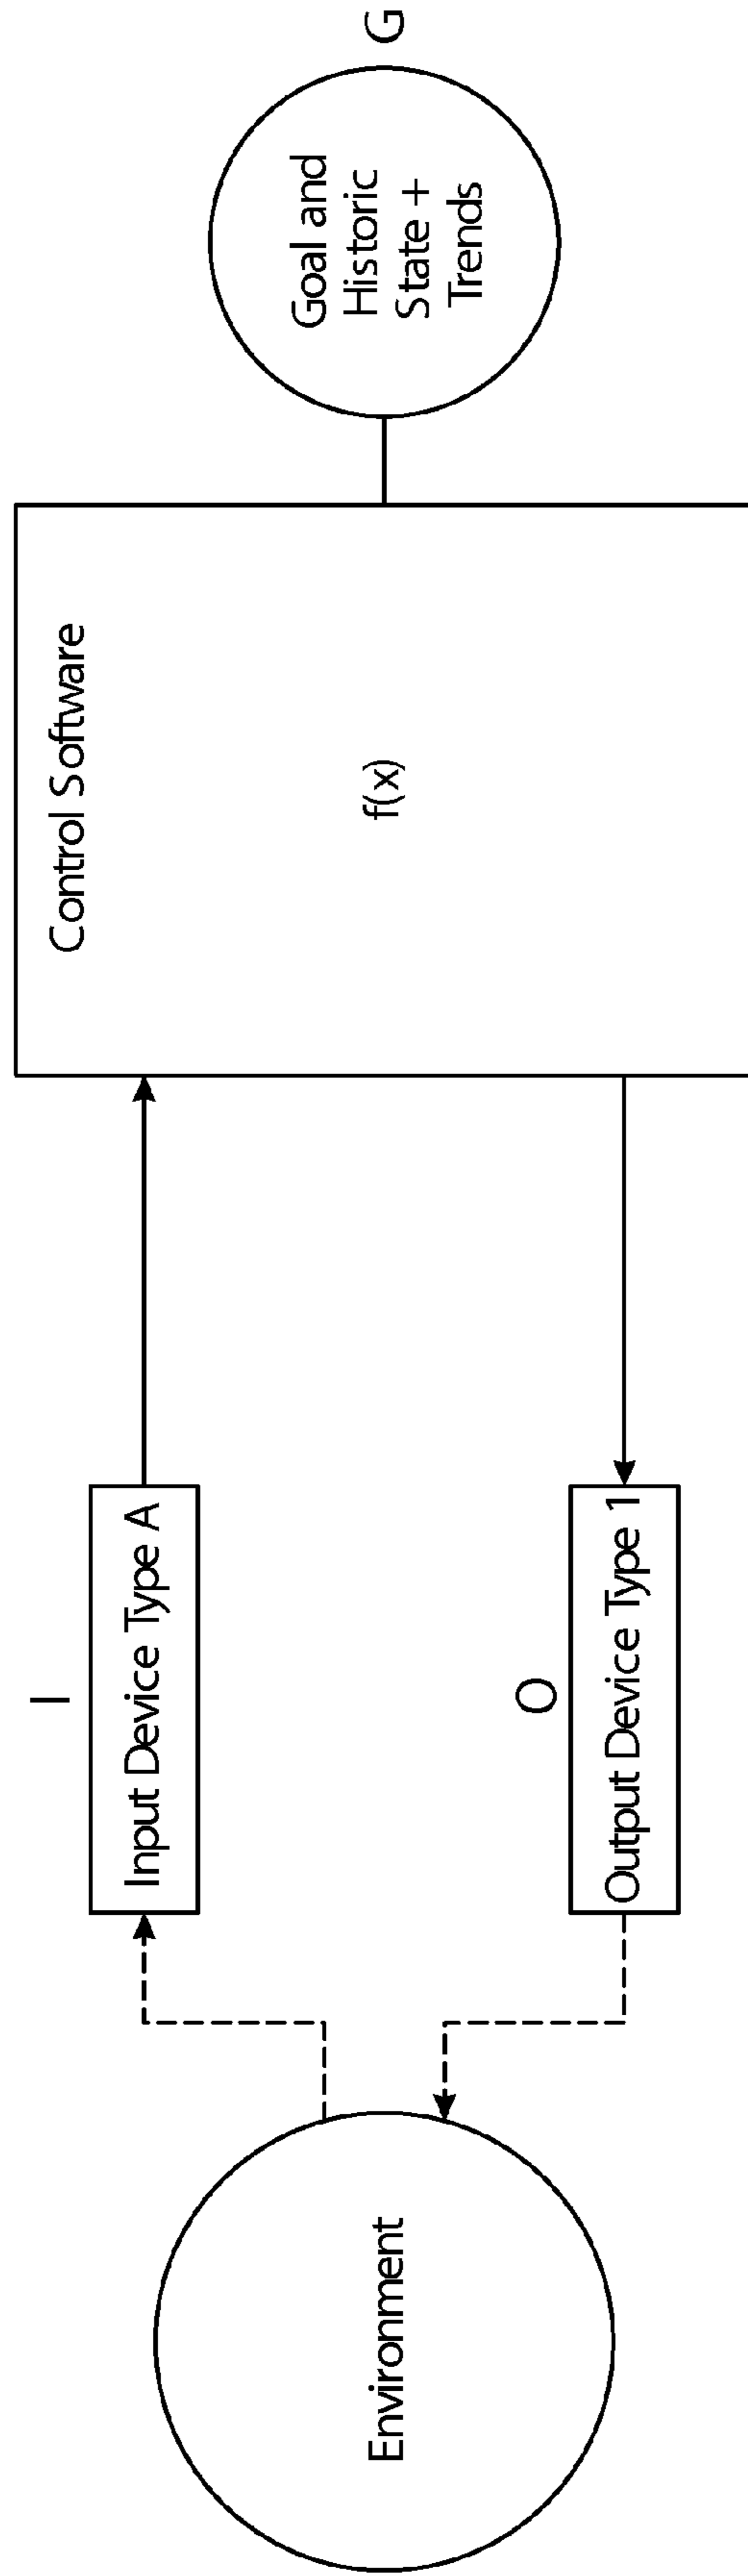 I
Input Device Type A
Control Software
f(x)
Environment
O
Output Device Type 1
Goal and
Historic
State +
Trends
G